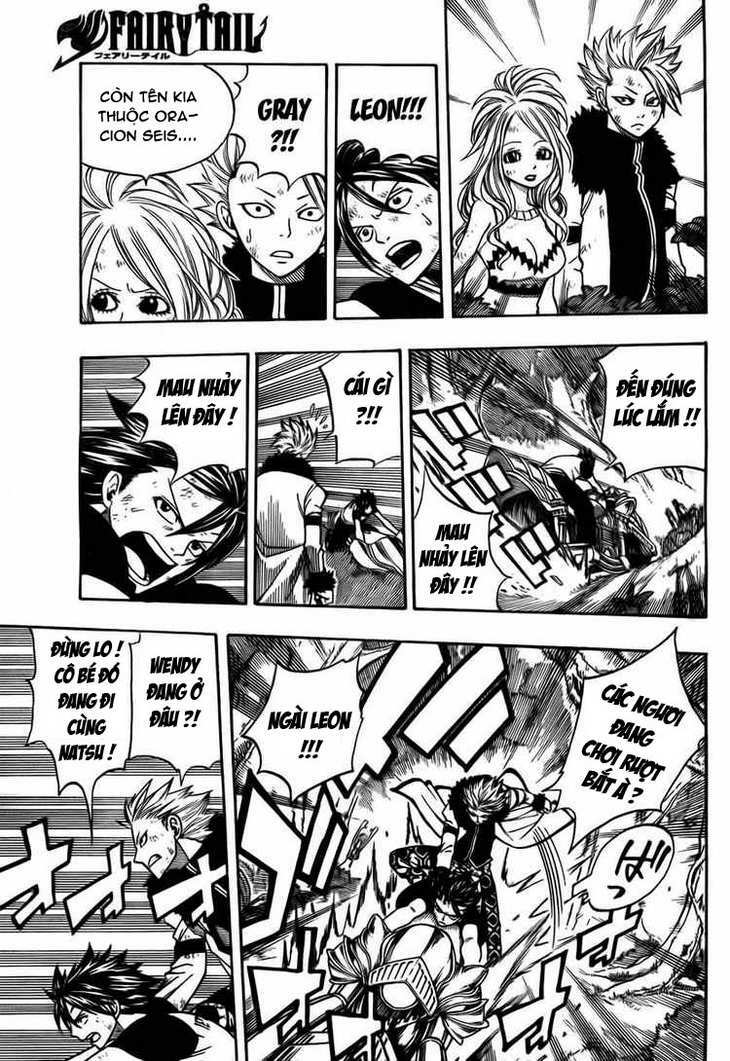 FAIRY TAIL
フェアリーテイル
LEON!!!
GRAY
?!!
CÒN TÊN KIA
THUỘC ORA-
CION SEIS....
ĐẾN ĐÚNG
LÚC LẮM !!
MAU NHẢY
LÊN ĐÂY !!
CÁI GÌ
?!!
MAU NHẢY
LÊN ĐÂY !
CÁC NGƯƠI
ĐANG
CHƠI RƯỢT
BẮT À ?
NGÀI LEON
!!!
WENDY
ĐANG Ở
ĐÂU ?!
ĐỪNG LO !
CÔ BÉ ĐÓ
ĐANG ĐI
CÙNG
NATSU !